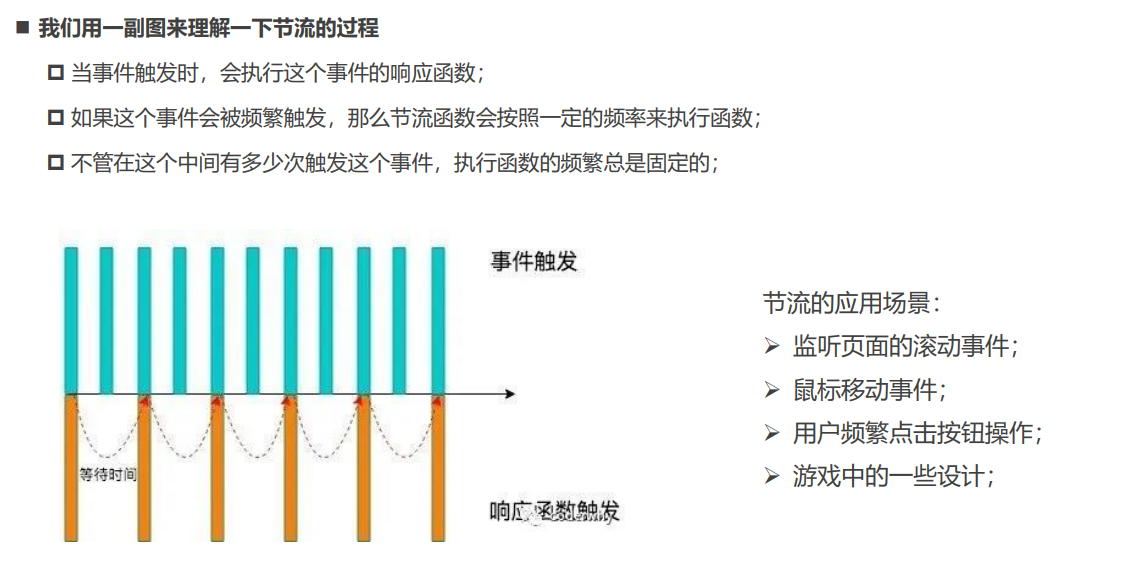 我们用一副图来理解一下节流的过程
当事件触发时，会执行这个事件的响应函数；
如果这个事件会被频繁触发，那么节流函数会按照一定的频率来执行函数；
不管在这个中间有多少次触发这个事件，执行函数的频繁总是固定的；
事件触发
等待时间
响应函数触发
节流的应用场景：
监听页面的滚动事件；
鼠标移动事件；
用户频繁点击按钮操作；
游戏中的一些设计；